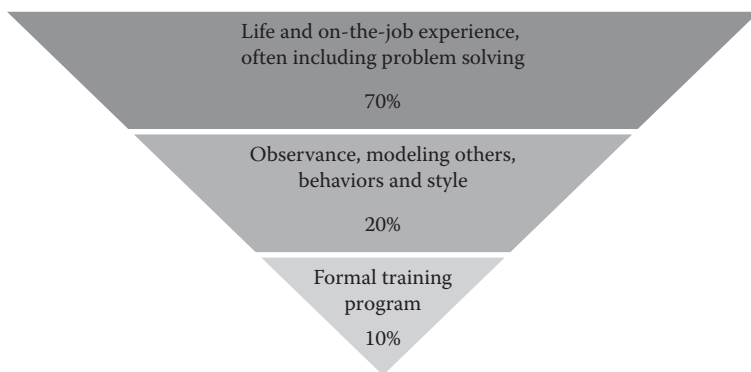 Life and on-the-job experience,
often including problem solving
70%
Observance, modeling others,
behaviors and style
20%
Formal training
program
10%